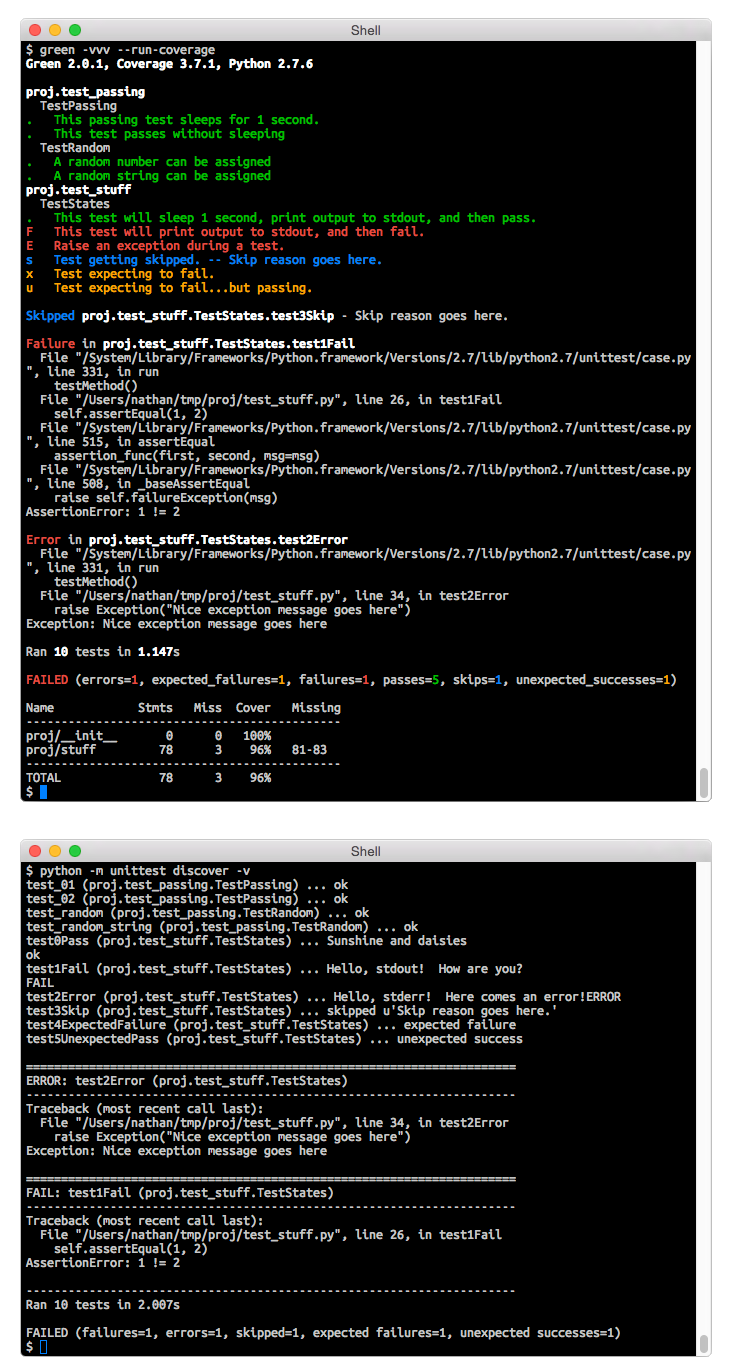 Shell
$ green -vvv --run-coverage
Green 2.0.1, Coverage 3.7.1, Python 2.7.6

proj.test_passing
  TestPassing
.   This passing test sleeps for 1 second.
.   This test passes without sleeping
  TestRandom
.   A random number can be assigned
.   A random string can be assigned
proj.test_stuff
  TestStates
.   This test will sleep 1 second, print output to stdout, and then pass.
F   This test will print output to stdout, and then fail.
E   Raise an exception during a test.
s   Test getting skipped. -- Skip reason goes here.
x   Test expecting to fail.
u   Test expecting to fail...but passing.

Skipped proj.test_stuff.TestStates.test3Skip - Skip reason goes here.

Failure in proj.test_stuff.TestStates.test1Fail
  File "/System/Library/Frameworks/Python.framework/Versions/2.7/lib/python2.7/unittest/case.py
", line 331, in run
    testMethod()
  File "/Users/nathan/tmp/proj/test_stuff.py", line 26, in test1Fail
    self.assertEqual(1, 2)
  File "/System/Library/Frameworks/Python.framework/Versions/2.7/lib/python2.7/unittest/case.py
", line 515, in assertEqual
    assertion_func(first, second, msg=msg)
  File "/System/Library/Frameworks/Python.framework/Versions/2.7/lib/python2.7/unittest/case.py
", line 508, in _baseAssertEqual
    raise self.failureException(msg)
AssertionError: 1 != 2

Error in proj.test_stuff.TestStates.test2Error
  File "/System/Library/Frameworks/Python.framework/Versions/2.7/lib/python2.7/unittest/case.py
", line 331, in run
    testMethod()
  File "/Users/nathan/tmp/proj/test_stuff.py", line 34, in test2Error
    raise Exception("Nice exception message goes here")
Exception: Nice exception message goes here

Ran 10 tests in 1.147s

FAILED (errors=1, expected_failures=1, failures=1, passes=5, skips=1, unexpected_successes=1)

Name            Stmts   Miss  Cover   Missing
---------------------------------------------
proj/__init__       0      0   100%
proj/stuff         78      3    96%   81-83
---------------------------------------------
TOTAL              78      3    96%
$
Shell
$ python -m unittest discover -v
test_01 (proj.test_passing.TestPassing) ... ok
test_02 (proj.test_passing.TestPassing) ... ok
test_random (proj.test_passing.TestRandom) ... ok
test_random_string (proj.test_passing.TestRandom) ... ok
test0Pass (proj.test_stuff.TestStates) ... Sunshine and daisies
ok
test1Fail (proj.test_stuff.TestStates) ... Hello, stdout!  How are you?
FAIL
test2Error (proj.test_stuff.TestStates) ... Hello, stderr!  Here comes an error!ERROR
test3Skip (proj.test_stuff.TestStates) ... skipped u'Skip reason goes here.'
test4ExpectedFailure (proj.test_stuff.TestStates) ... expected failure
test5UnexpectedPass (proj.test_stuff.TestStates) ... unexpected success

======================================================================
ERROR: test2Error (proj.test_stuff.TestStates)
----------------------------------------------------------------------
Traceback (most recent call last):
  File "/Users/nathan/tmp/proj/test_stuff.py", line 34, in test2Error
    raise Exception("Nice exception message goes here")
Exception: Nice exception message goes here

======================================================================
FAIL: test1Fail (proj.test_stuff.TestStates)
----------------------------------------------------------------------
Traceback (most recent call last):
  File "/Users/nathan/tmp/proj/test_stuff.py", line 26, in test1Fail
    self.assertEqual(1, 2)
AssertionError: 1 != 2

----------------------------------------------------------------------
Ran 10 tests in 2.007s

FAILED (failures=1, errors=1, skipped=1, expected failures=1, unexpected successes=1)
$